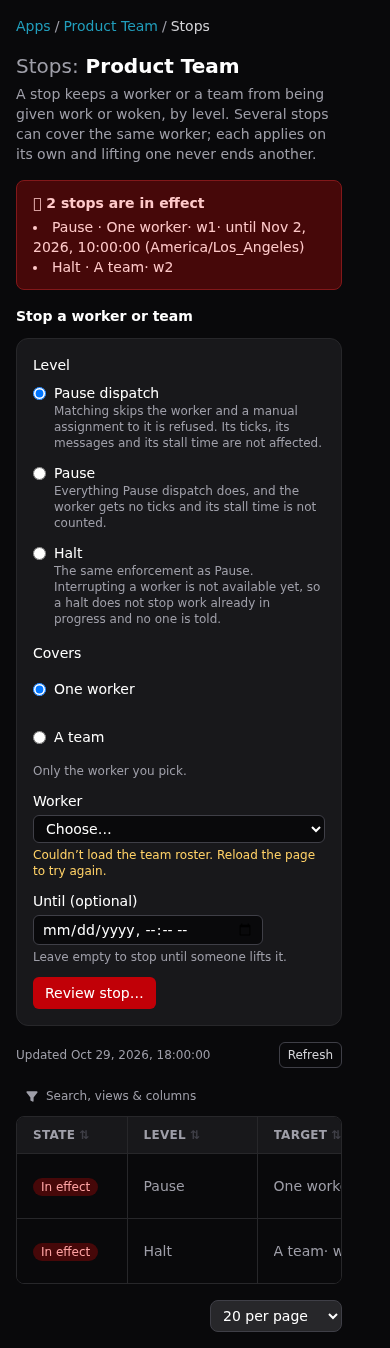 Apps / Product Team / Stops
Stops: Product Team
A stop keeps a worker or a team from being
given work or woken, by level. Several stops
can cover the same worker; each applies on
its own and lifting one never ends another.
2 stops are in effect
• Pause · One worker· w1· until Nov 2,
2026, 10:00:00 (America/Los_Angeles)
• Halt · A team· w2
Stop a worker or team
Level
Pause dispatch
Matching skips the worker and a manual
assignment to it is refused. Its ticks, its
messages and its stall time are not affected.
Pause
Everything Pause dispatch does, and the
worker gets no ticks and its stall time is not
counted.
Halt
The same enforcement as Pause.
Interrupting a worker is not available yet, so
a halt does not stop work already in
progress and no one is told.
Covers
One worker
A team
Only the worker you pick.
Worker
Choose...
Couldn't load the team roster. Reload the page
to try again.
Until (optional)
mm/dd/yyyy, --:-- --
Leave empty to stop until someone lifts it.
Review stop...
Updated Oct 29, 2026, 18:00:00 Refresh
Search, views & columns
STATE ⇅ LEVEL ⇅ TARGET ⇅
In effect Pause One work
In effect Halt A team· w
20 per page